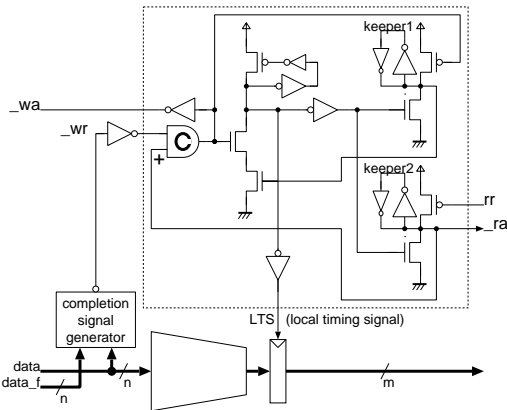 keeper1
_wa
_wr
C
+
keeper2
rr
_ra
completion
signal
generator
LTS (local timing signal)
data
data_f
n
n
m